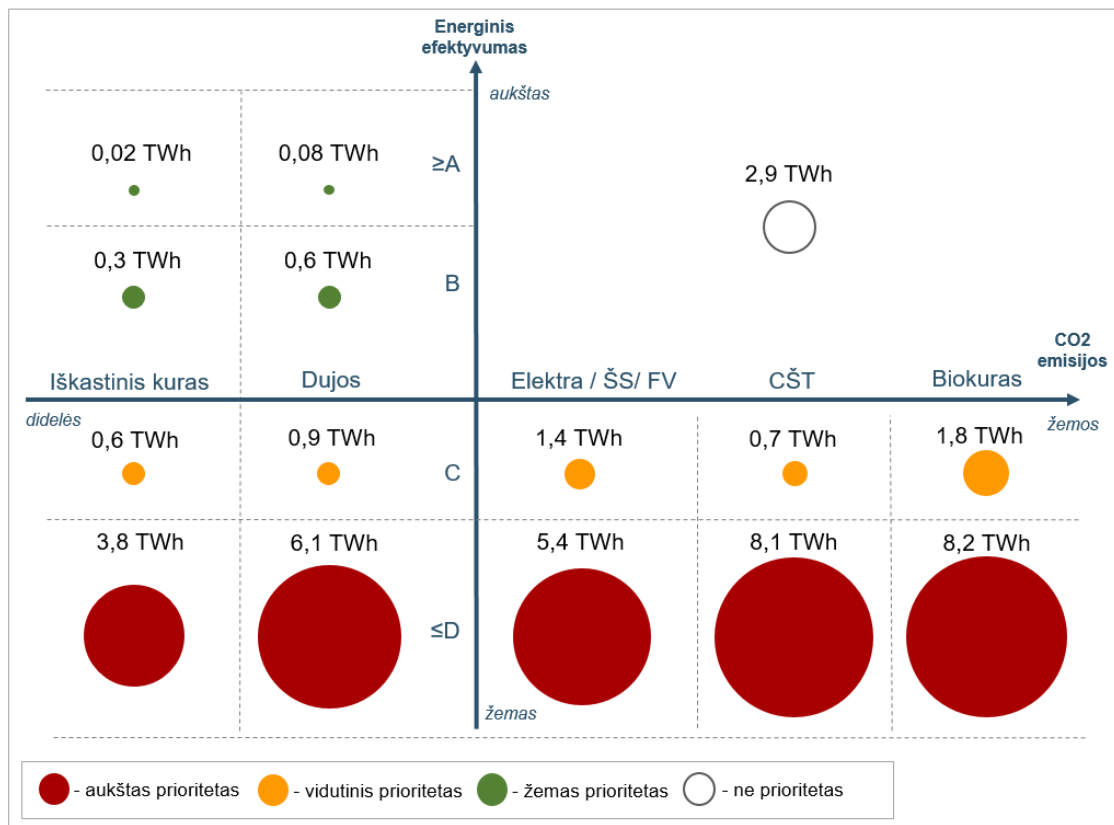 Energinis
efektyvumas
aukštas
0,02 TWh
0,08 TWh
≥A
2,9 TWh
0,3 TWh
0,6 TWh
B
CO2
emisijos
Iškastinis kuras
Dujos
Elektra / ŠS/ FV
CŠT
Biokuras
didelės
žemos
0,6 TWh
0,9 TWh
C
1,4 TWh
0,7 TWh
1,8 TWh
3,8 TWh
6,1 TWh
5,4 TWh
8,1 TWh
8,2 TWh
≤D
žemas
- aukštas prioritetas
- vidutinis prioritetas
- žemas prioritetas
- ne prioritetas